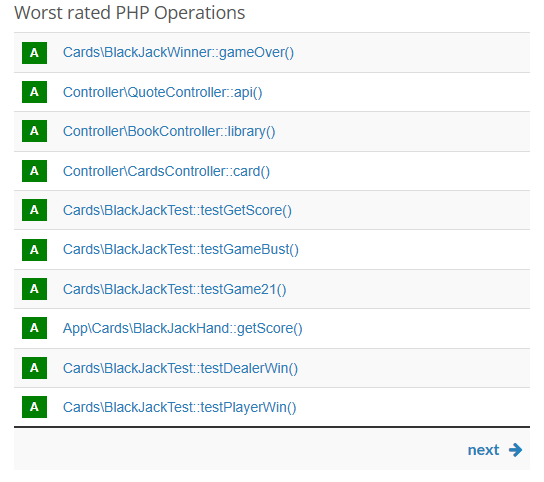 Worst rated PHP Operations
A Cards\BlackJackWinner::gameOver()
A Controller\QuoteController::api()
A Controller\BookController::library()
A Controller\CardsController::card()
A Cards\BlackJackTest::testGetScore()
A Cards\BlackJackTest::testGameBust()
A Cards\BlackJackTest::testGame21()
A App\Cards\BlackJackHand::getScore()
A Cards\BlackJackTest::testDealerWin()
A Cards\BlackJackTest::testPlayerWin()
next →